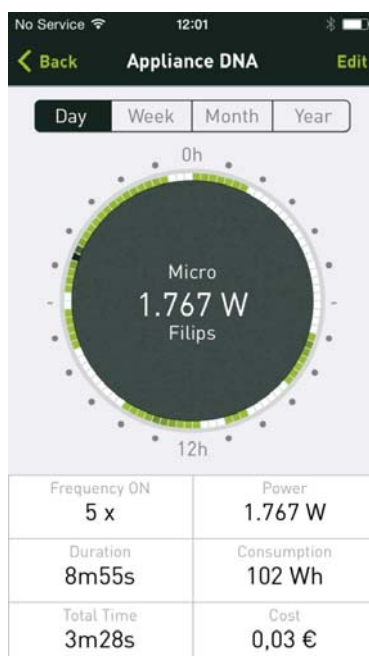 No Service 12:01
Back Appliance DNA Edit
Day Week Month Year
0h
Micro
1.767 W
Filips
12h
Frequency ON Power
5 x 1.767 W
Duration Consumption
8m55s 102 Wh
Total Time Cost
3m28s 0,03 €